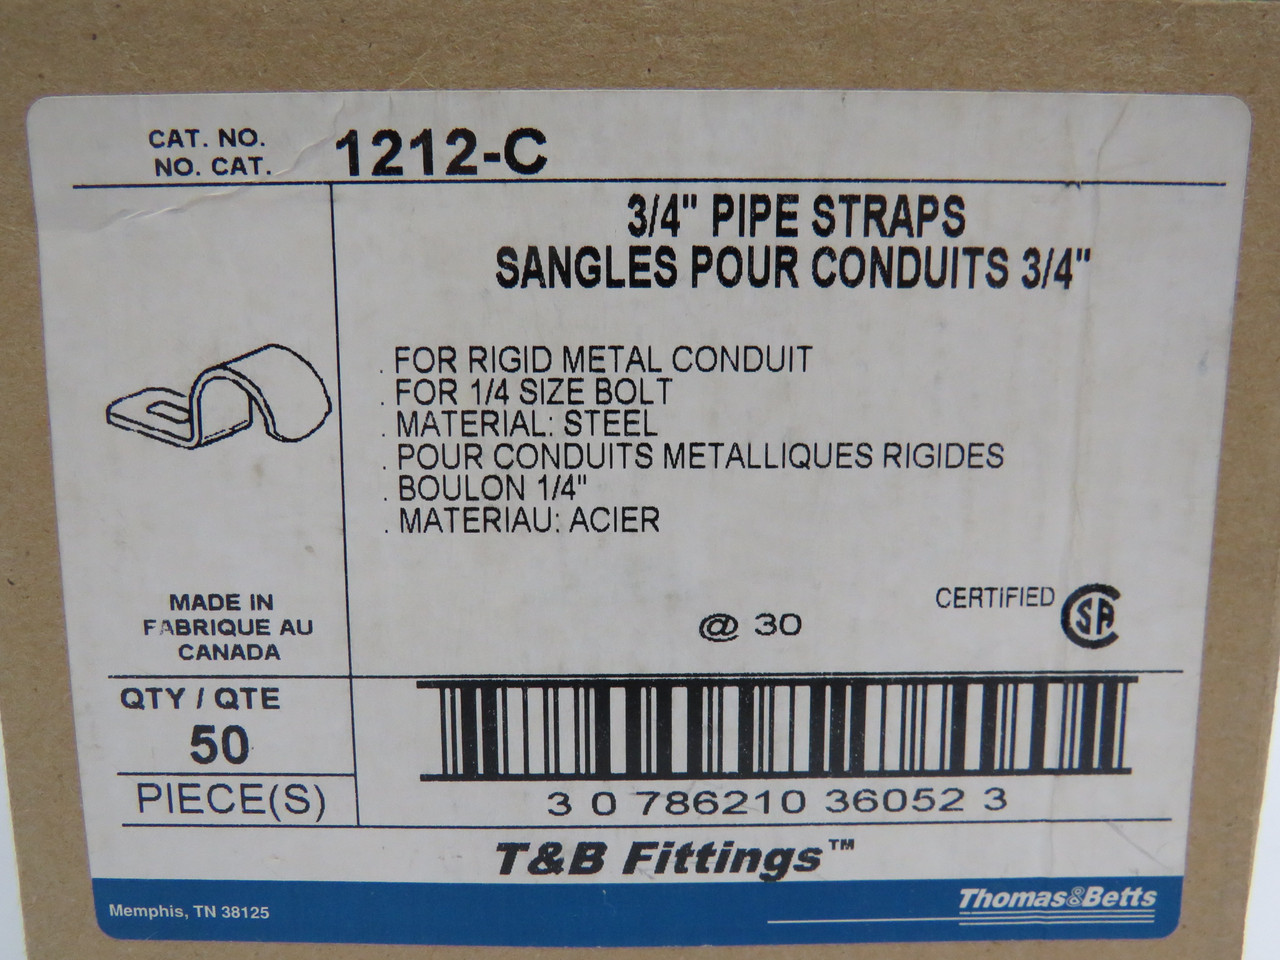 CAT. NO.
NO. CAT.
1212-C
3/4" PIPE STRAPS
SANGLES POUR CONDUITS 3/4"
. FOR RIGID METAL CONDUIT
. FOR 1/4 SIZE BOLT
. MATERIAL: STEEL
. POUR CONDUITS METALLIQUES RIGIDES
. BOULON 1/4"
. MATERIAU: ACIER
MADE IN
FABRIQUE AU
CANADA
@ 30
CERTIFIED
CSA
QTY / QTE
50
PIECE(S)
3 0 786210 36052 3
T&B Fittings™
Memphis, TN 38125
Thomas&Betts